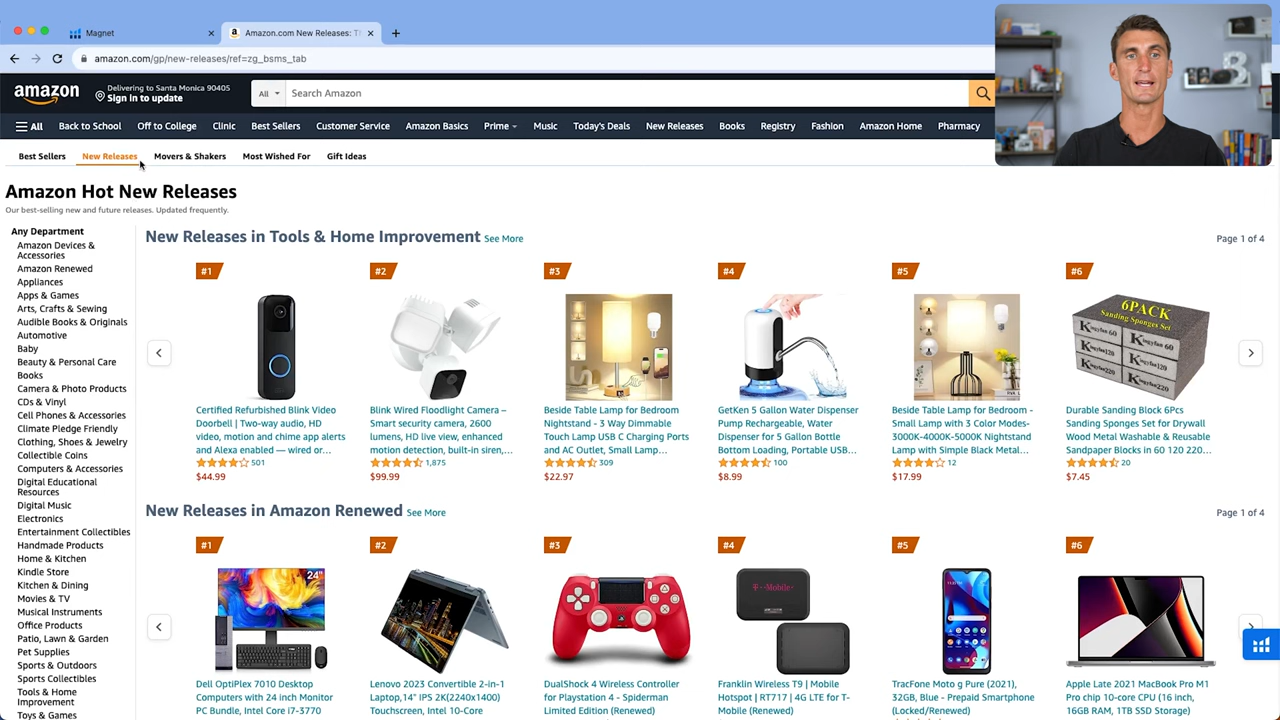 Magnet
Amazon.com New Releases: T
amazon.com/gp/new-releases/ref=zg_bsms_tab
amazon
Delivering to Santa Monica 90405
Sign in to update
All
Search Amazon
All
Back to School
Off to College
Clinic
Best Sellers
Customer Service
Amazon Basics
Prime
Music
Today's Deals
New Releases
Books
Registry
Fashion
Amazon Home
Pharmacy
Best Sellers
New Releases
Movers & Shakers
Most Wished For
Gift Ideas
Amazon Hot New Releases
Our best-selling new and future releases. Updated frequently.
Any Department
Amazon Devices &
Accessories
Amazon Renewed
Appliances
Apps & Games
Arts, Crafts & Sewing
Audible Books & Originals
Automotive
Baby
Beauty & Personal Care
Books
Camera & Photo Products
CDs & Vinyl
Cell Phones & Accessories
Climate Pledge Friendly
Clothing, Shoes & Jewelry
Collectible Coins
Computers & Accessories
Digital Educational
Resources
Digital Music
Electronics
Entertainment Collectibles
Handmade Products
Home & Kitchen
Kindle Store
Kitchen & Dining
Movies & TV
Musical Instruments
Office Products
Patio, Lawn & Garden
Pet Supplies
Sports & Outdoors
Sports Collectibles
Tools & Home
Improvement
Toys & Games
New Releases in Tools & Home Improvement See More
Page 1 of 4
#1
Certified Refurbished Blink Video
Doorbell | Two-way audio, HD
video, motion and chime app alerts
and Alexa enabled — wired or...
501
$44.99
#2
Blink Wired Floodlight Camera –
Smart security camera, 2600
lumens, HD live view, enhanced
motion detection, built-in siren,...
1,875
$99.99
#3
Beside Table Lamp for Bedroom
Nightstand - 3 Way Dimmable
Touch Lamp USB C Charging Ports
and AC Outlet, Small Lamp...
309
$22.97
#4
GetKen 5 Gallon Water Dispenser
Pump Rechargeable, Water
Dispenser for 5 Gallon Bottle
Bottom Loading, Portable USB...
100
$8.99
#5
Beside Table Lamp for Bedroom -
Small Lamp with 3 Color Modes-
3000K-4000K-5000K Nightstand
Lamp with Simple Black Metal...
12
$17.99
#6
6PACK
Sanding Sponges Set
Kingyfan 60
Kingyfan 60
Kingyfan120
Kingyfan120
Kingyfan220
Kingyfan220
Durable Sanding Block 6Pcs
Sanding Sponges Set for Drywall
Wood Metal Washable & Reusable
Sandpaper Blocks in 60 120 220...
20
$7.45
New Releases in Amazon Renewed See More
Page 1 of 4
#1
24"
Dell OptiPlex 7010 Desktop
Computers with 24 inch Monitor
PC Bundle, Intel Core i7-3770
#2
Lenovo 2023 Convertible 2-in-1
Laptop,14" IPS 2K(2240x1400)
Touchscreen, Intel 10-Core
#3
DualShock 4 Wireless Controller
for Playstation 4 - Spiderman
Limited Edition (Renewed)
#4
T-Mobile
Franklin Wireless T9 | Mobile
Hotspot | RT717 | 4G LTE for T-
Mobile (Renewed)
#5
TracFone Moto g Pure (2021),
32GB, Blue - Prepaid Smartphone
(Locked/Renewed)
#6
Apple Late 2021 MacBook Pro M1
Pro chip 10-core CPU (16 inch,
16GB RAM, 1TB SSD Storage)